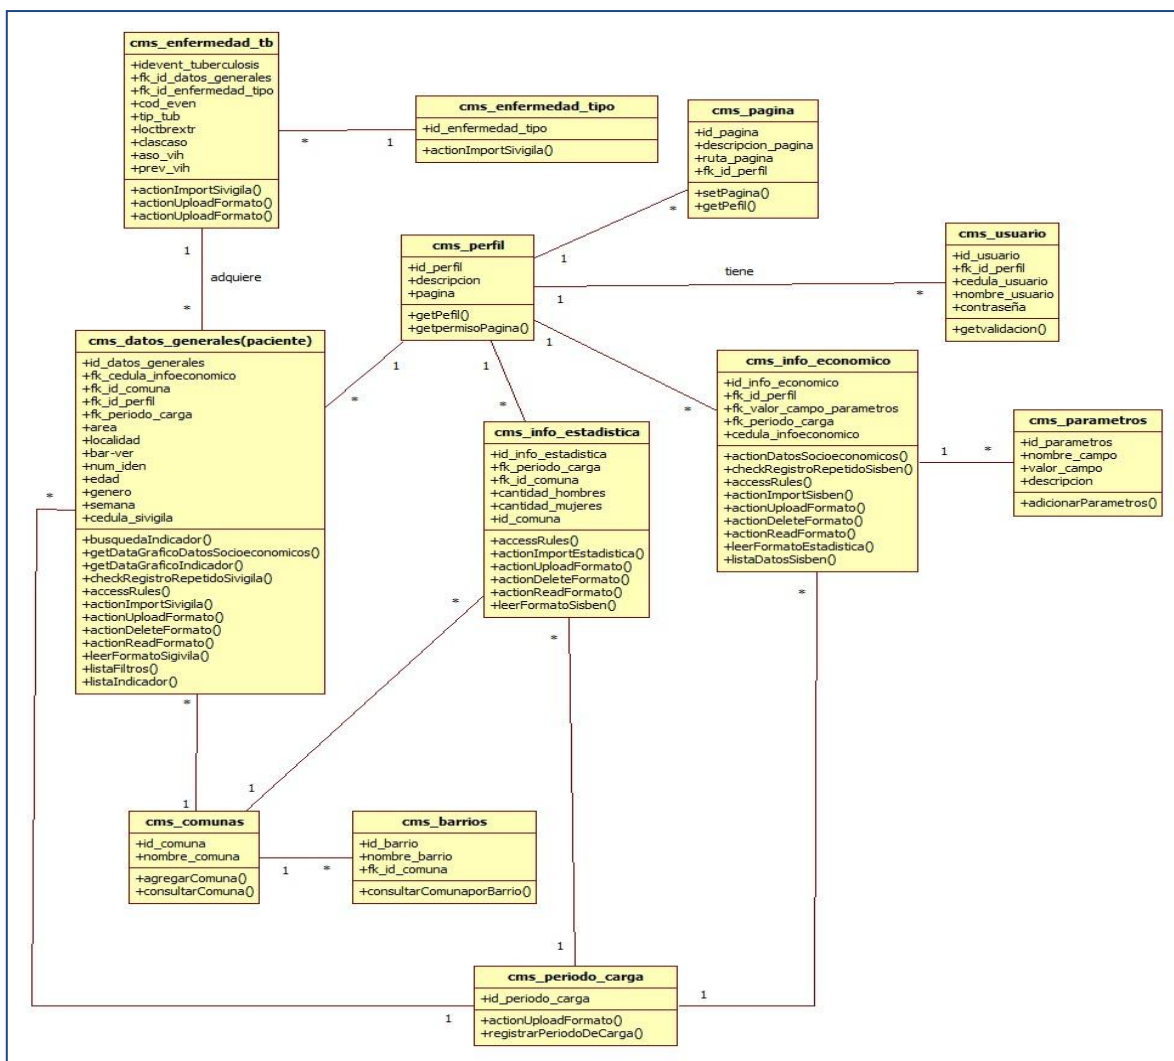 cms_enfermedad_tb
+idevent_tuberculosis
+fk_id_datos_generales
+fk_id_enfermedad_tipo
+cod_even
+tip_tub
+loctbrextr
+clascaso
+aso_vih
+prev_vih
+actionImportSivigila()
+actionUploadFormato()
+actionUploadFormato()
* 1
cms_enfermedad_tipo
+id_enfermedad_tipo
+actionImportSivigila()
cms_pagina
+id_pagina
+descripcion_pagina
+ruta_pagina
+fk_id_perfil
+setPagina()
+getPefil()
1
adquiere
*
cms_perfil
+id_perfil
+descripcion
+pagina
+getPefil()
+getpermisoPagina()
*
1
tiene
1 *
1
1
1
cms_usuario
+id_usuario
+fk_id_perfil
+cedula_usuario
+nombre_usuario
+contraseña
+getvalidacion()
cms_datos_generales(paciente)
+id_datos_generales
+fk_cedula_infoeconomico
+fk_id_comuna
+fk_id_perfil
+fk_periodo_carga
+area
+localidad
+bar-ver
+num_iden
+edad
+genero
+semana
+cedula_sivigila
+busquedaIndicador()
+getDataGraficoDatosSocioeconomicos()
+getDataGraficoIndicador()
+checkRegistroRepetidoSivigila()
+accessRules()
+actionImportSivigila()
+actionUploadFormato()
+actionDeleteFormato()
+actionReadFormato()
+leerFormatoSigivila()
+listaFiltros()
+listaIndicador()
*
*
*
*
cms_info_estadistica
+id_info_estadistica
+fk_periodo_carga
+fk_id_comuna
+cantidad_hombres
+cantidad_mujeres
+id_comuna
+accessRules()
+actionImportEstadistica()
+actionUploadFormato()
+actionDeleteFormato()
+actionReadFormato()
+leerFormatoSisben()
cms_info_economico
+id_info_economico
+fk_id_perfil
+fk_valor_campo_parametros
+fk_periodo_carga
+cedula_infoeconomico
+actionDatosSocioeconomicos()
+checkRegistroRepetidoSisben()
+accessRules()
+actionImportSisben()
+actionUploadFormato()
+actionDeleteFormato()
+actionReadFormato()
+leerFormatoEstadistica()
+listaDatosSisben()
1 *
cms_parametros
+id_parametros
+nombre_campo
+valor_campo
+descripcion
+adicionarParametros()
*
*
*
*
1
1
cms_comunas
+id_comuna
+nombre_comuna
+agregarComuna()
+consultarComuna()
1 *
cms_barrios
+id_barrio
+nombre_barrio
+fk_id_comuna
+consultarComunaporBarrio()
1
cms_periodo_carga
+id_periodo_carga
+actionUploadFormato()
+registrarPeriodoDeCarga()
1
1